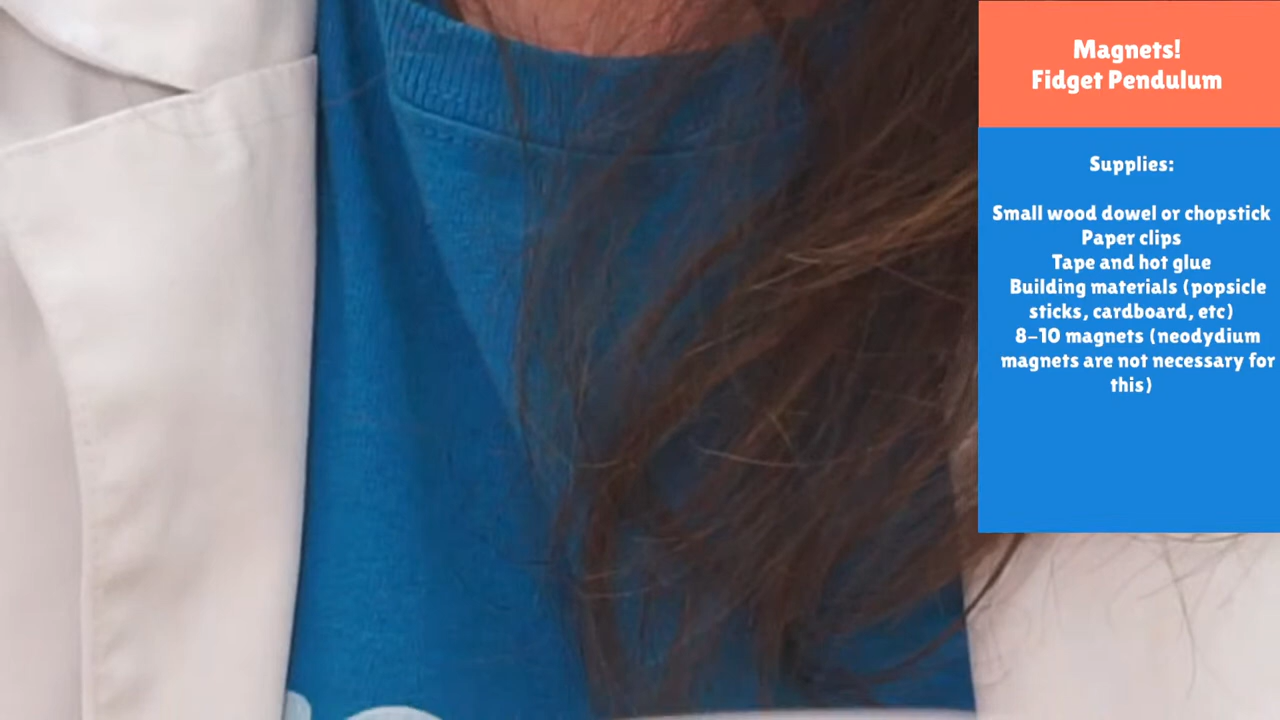 Magnets!
Fidget Pendulum
Supplies:
Small wood dowel or chopstick
Paper clips
Tape and hot glue
Building materials (popsicle
sticks, cardboard, etc)
8-10 magnets (neodydium
magnets are not necessary for
this)